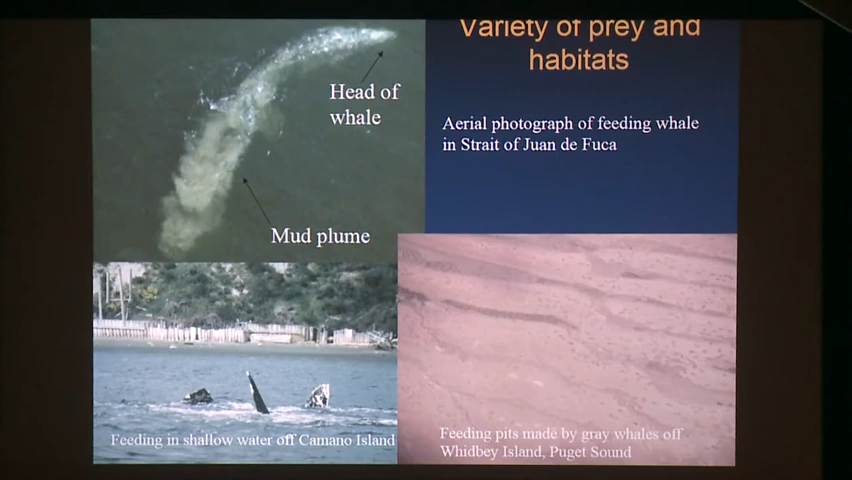 Variety of prey and
habitats
Head of
whale
Aerial photograph of feeding whale
in Strait of Juan de Fuca
Mud plume
Feeding in shallow water off Camano Island
Feeding pits made by gray whales off
Whidbey Island, Puget Sound